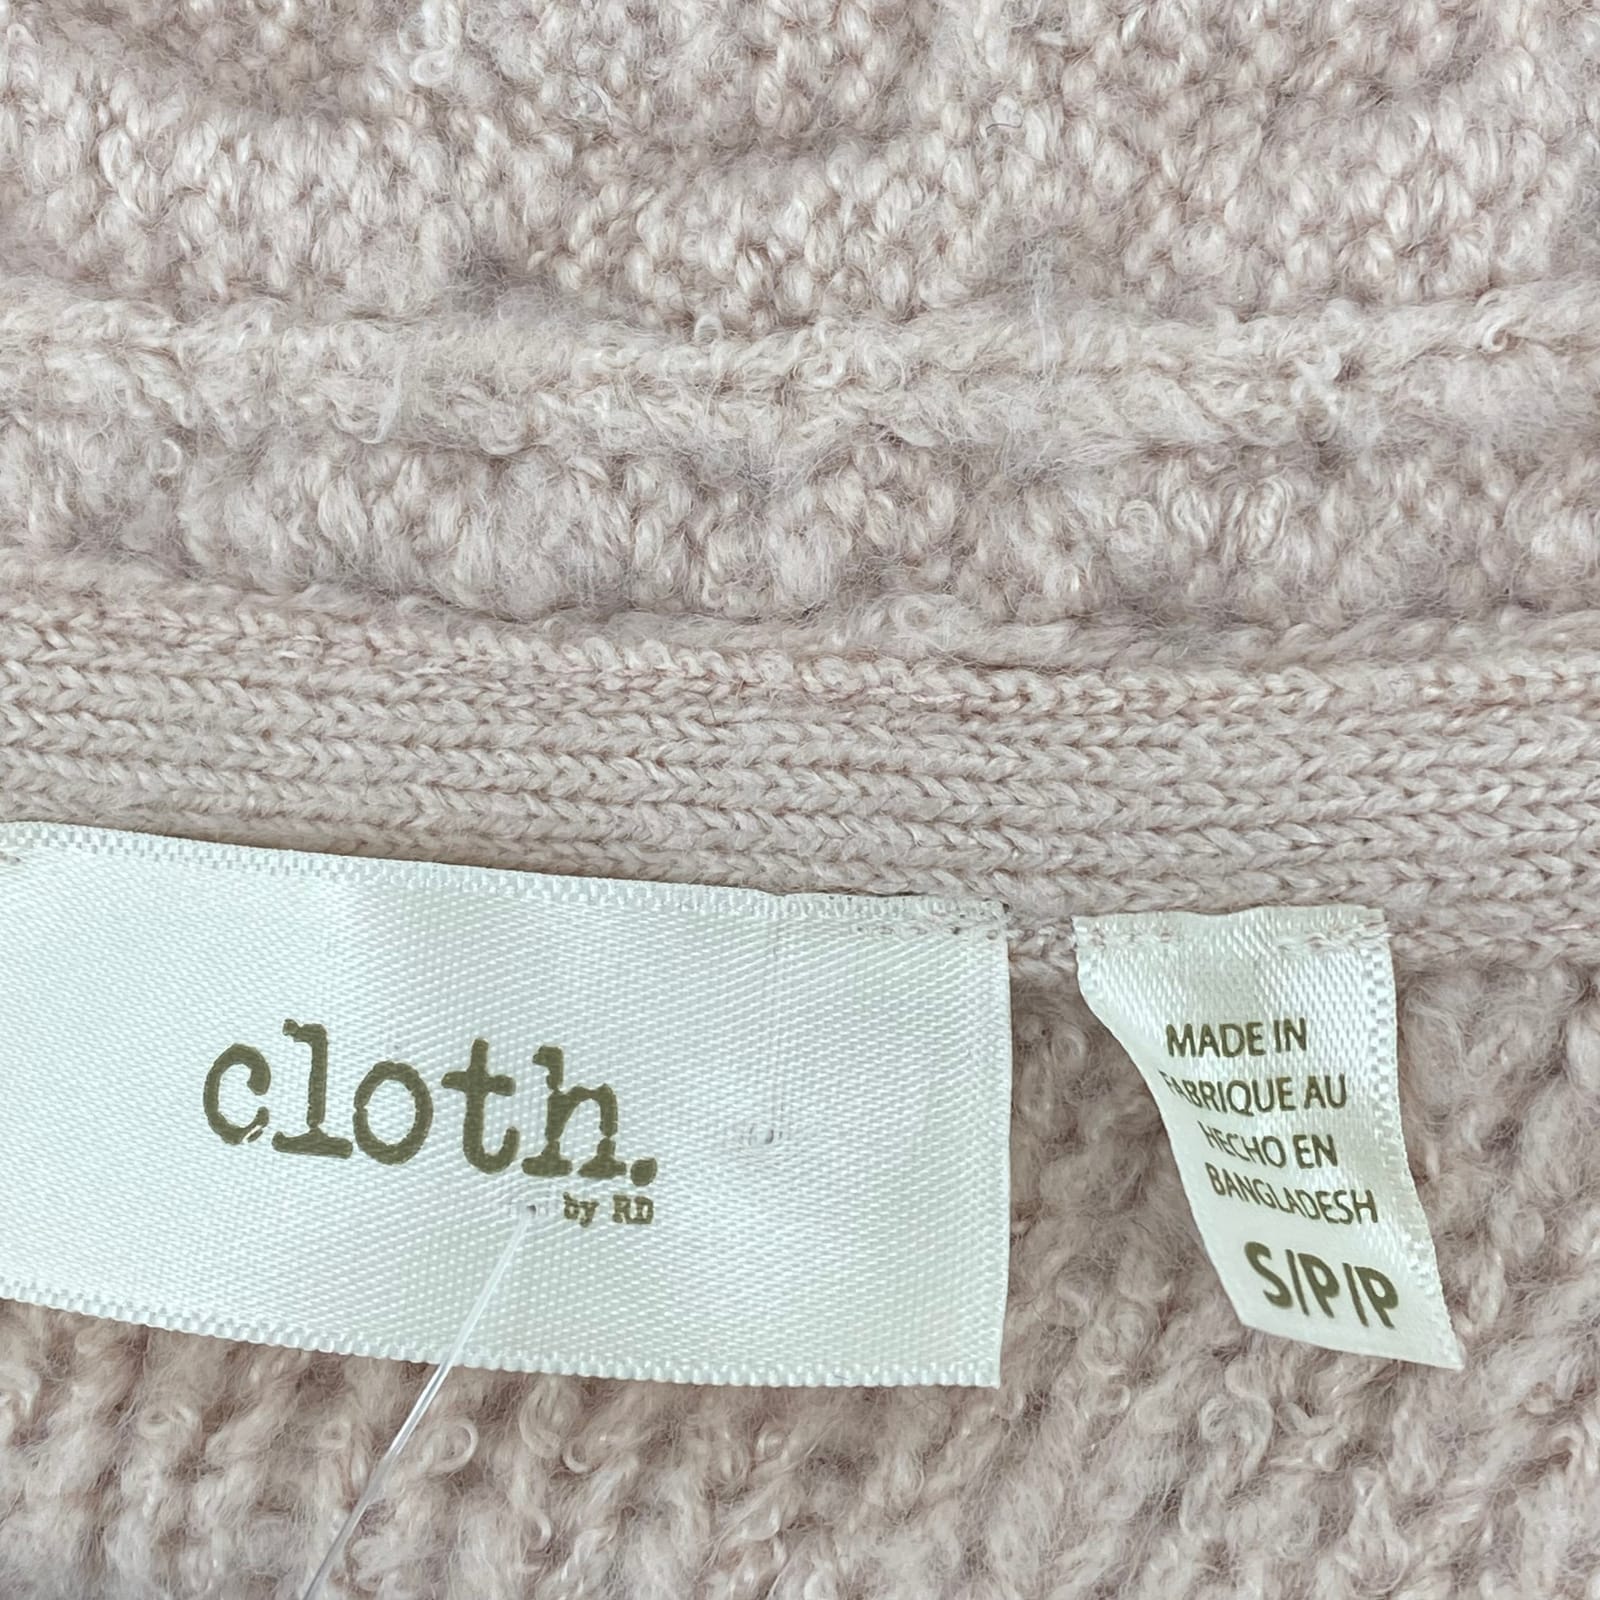 cloth.
by RD
MADE IN
FABRIQUE AU
HECHO EN
BANGLADESH
S/P/P